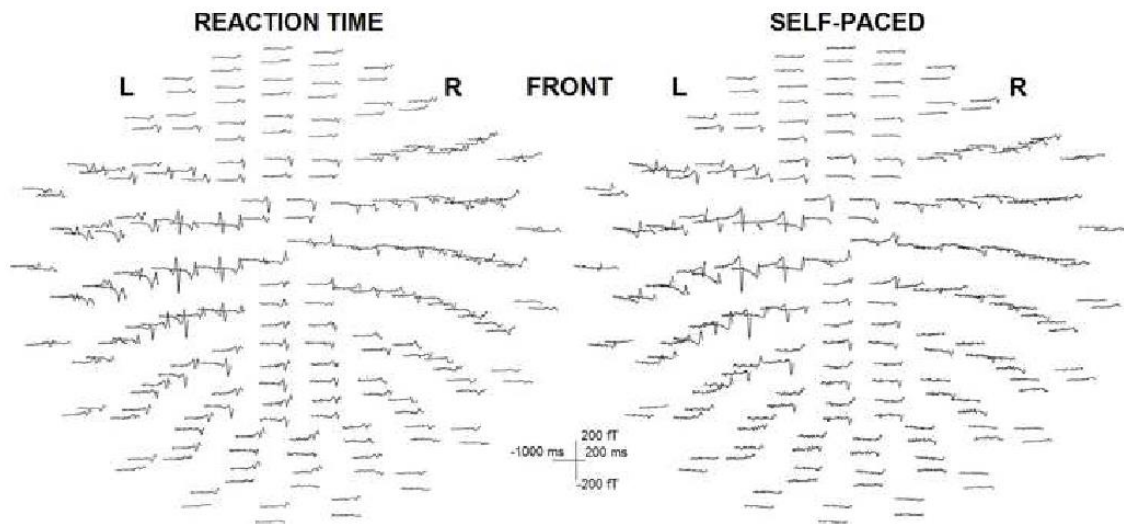 REACTION TIME
SELF-PACED
L
R
FRONT
L
R
200 fT
-1000 ms
200 ms
-200 fT